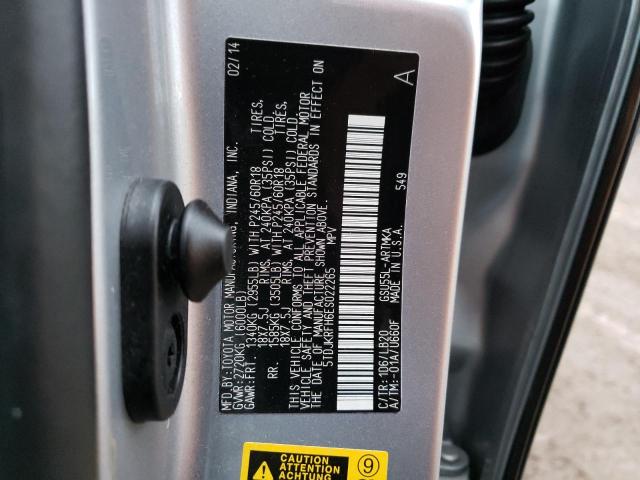 MFD.BY:TOYOTA MOTOR MANUFACTURING, INDIANA, INC. 02/14
GVWR:2720KG(6000LB)
GAWR:FRT. 1340KG (2955LB) WITH P245/60R18 TIRES.
18X7.5J RIMS. AT 240KPA (35PSI) COLD.
RR. 1585KG (3505LB) WITH P245/60R18 TIRES.
18X7.5J RIMS. AT 240KPA (35PSI) COLD.
THIS VEHICLE CONFORMS TO ALL APPLICABLE FEDERAL MOTOR
VEHICLE SAFETY AND THEFT PREVENTION STANDARDS IN EFFECT ON
THE DATE OF MANUFACTURE SHOWN ABOVE.
5TDJKRFH6ES022265 MPV
549
A
C/TR:1D6/LB20 GSU55L-ARTMKA
A/TM:-01A/U660F MADE IN U.S.A.
CAUTION
ATTENTION
ACHTUNG
9